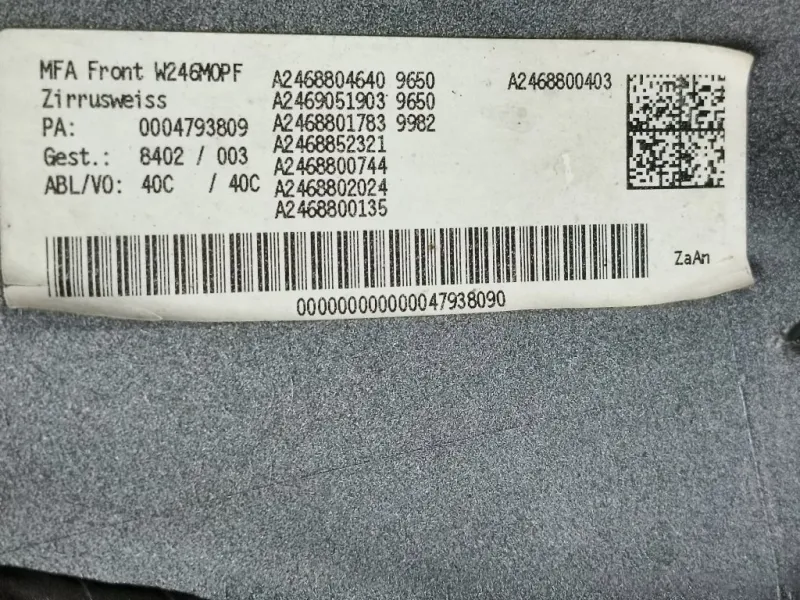 MFA Front W246MOPF
Zirrusweiss
PA: 0004793809
Gest.: 8402 / 003
ABL/VO: 40C / 40C
A2468804640 9650
A2469051903 9650
A2468801783 9982
A2468852321
A2468800744
A2468802024
A2468800135
A2468800403
ZaAn
000000000000047938090